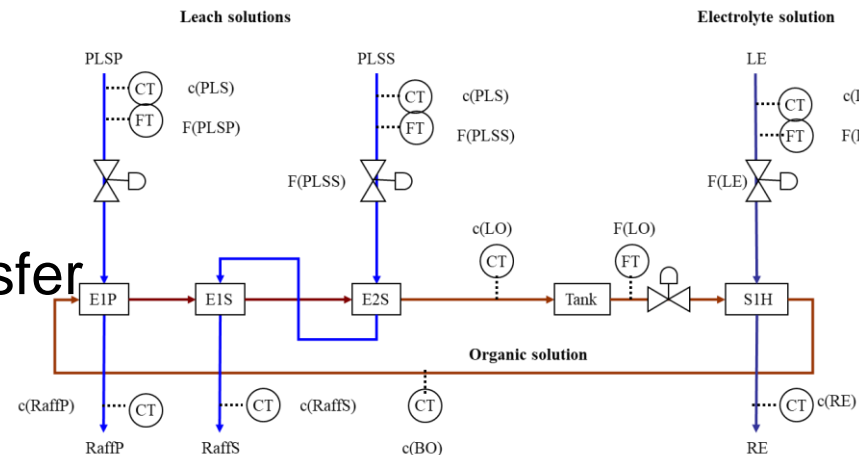 Leach solutions
Electrolyte solution
PLSP
PLSS
LE
CT
c(PLS)
CT
c(PLS)
CT
FT
F(PLSP)
FT
F(PLSS)
FT
F(PLSS)
F(LE)
c(LO)
F(LO)
CT
FT
sfer
E1P
E1S
E2S
Tank
S1H
Organic solution
c(RaffP)
CT
CT
c(RaffS)
CT
CT
c(RE)
RaffP
RaffS
c(BO)
RE